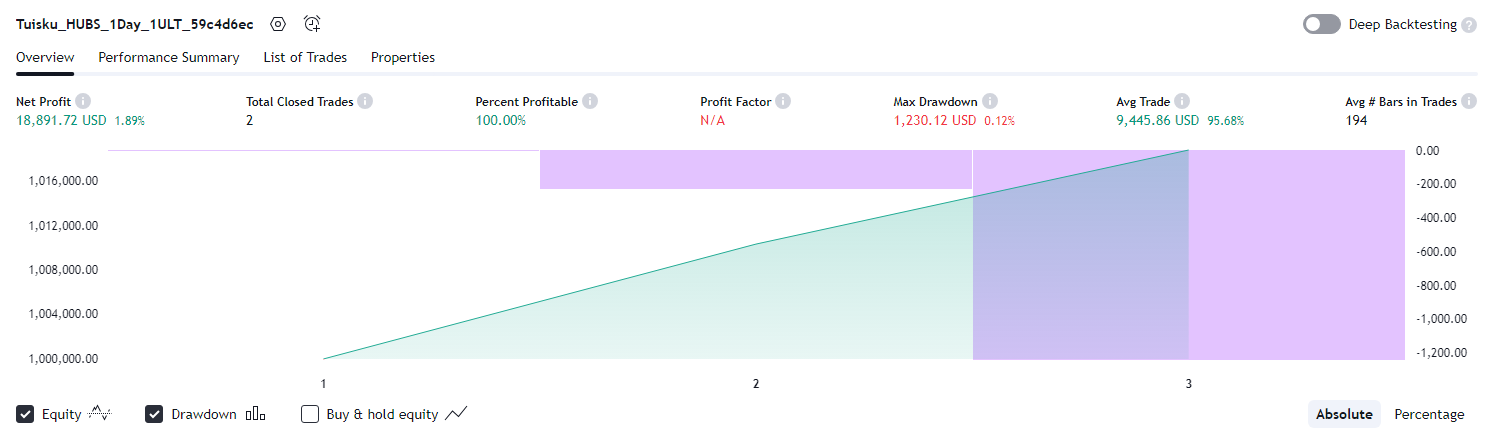 Tuisku_HUBS_1Day_1ULT_59c4d6ec Deep Backtesting ?
Overview Performance Summary List of Trades Properties
Net Profit i Total Closed Trades i Percent Profitable i Profit Factor i Max Drawdown i Avg Trade i Avg # Bars in Trades i
18,891.72 USD 1.89% 2 100.00% N/A 1,230.12 USD 0.12% 9,445.86 USD 95.68% 194
0.00
1,016,000.00
-200.00
-400.00
1,012,000.00
-600.00
1,008,000.00
-800.00
1,004,000.00
-1,000.00
-1,200.00
1,000,000.00
1 2 3
Equity Drawdown Buy & hold equity Absolute Percentage